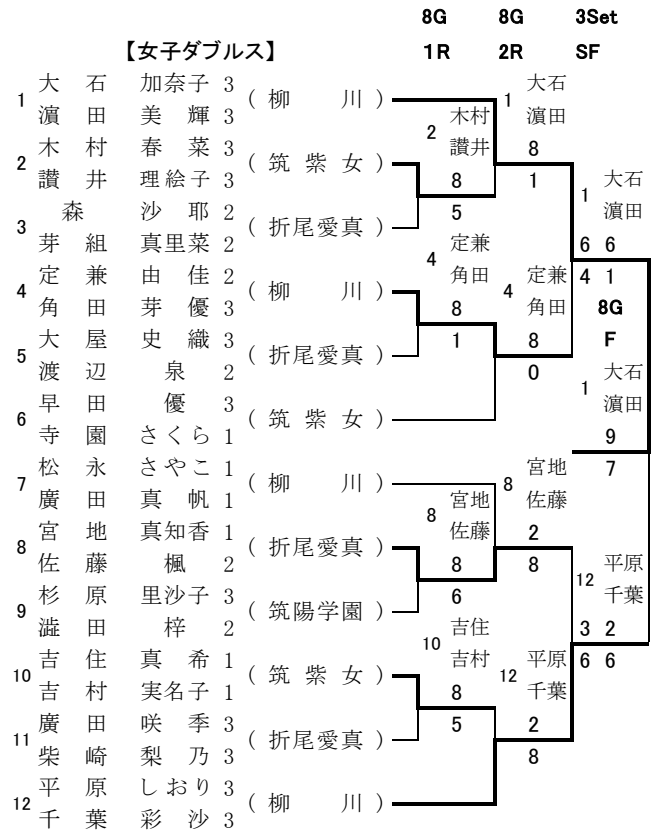 8G 8G 3Set
【女子ダブルス】 1R 2R SF
1 大石 加奈子 3 濵田 美輝 3 (柳川)
2 木村 春菜 3 讃井 理絵子 3 (筑紫女)
3 森 沙耶 2 芽組 真里菜 2 (折尾愛真)
4 定兼 由佳 2 角田 芽優 3 (柳川)
5 大屋 史織 3 渡辺 泉 2 (折尾愛真)
6 早田 優 3 寺園 さくら 1 (筑紫女)
7 松永 さやこ 1 廣田 真帆 1 (柳川)
8 宮地 真知香 1 佐藤 楓 2 (折尾愛真)
9 杉原 里沙子 3 澁田 梓 2 (筑陽学園)
10 吉住 真希 1 吉村 実名子 1 (筑紫女)
11 廣田 咲季 3 柴崎 梨乃 3 (折尾愛真)
12 平原 しおり 3 千葉 彩沙 3 (柳川)
2 木村 讃井
8
5
4 定兼 角田
8
1
8 宮地 佐藤
8
6
10 吉住 吉村
8
5
1 大石 濵田
8
1
4 定兼 角田
8
0
8 宮地 佐藤
2
8
12 平原 千葉
2
8
1 大石 濵田
6 6
4 1
8G
F
1 大石 濵田
9
7
12 平原 千葉
3 2
6 6